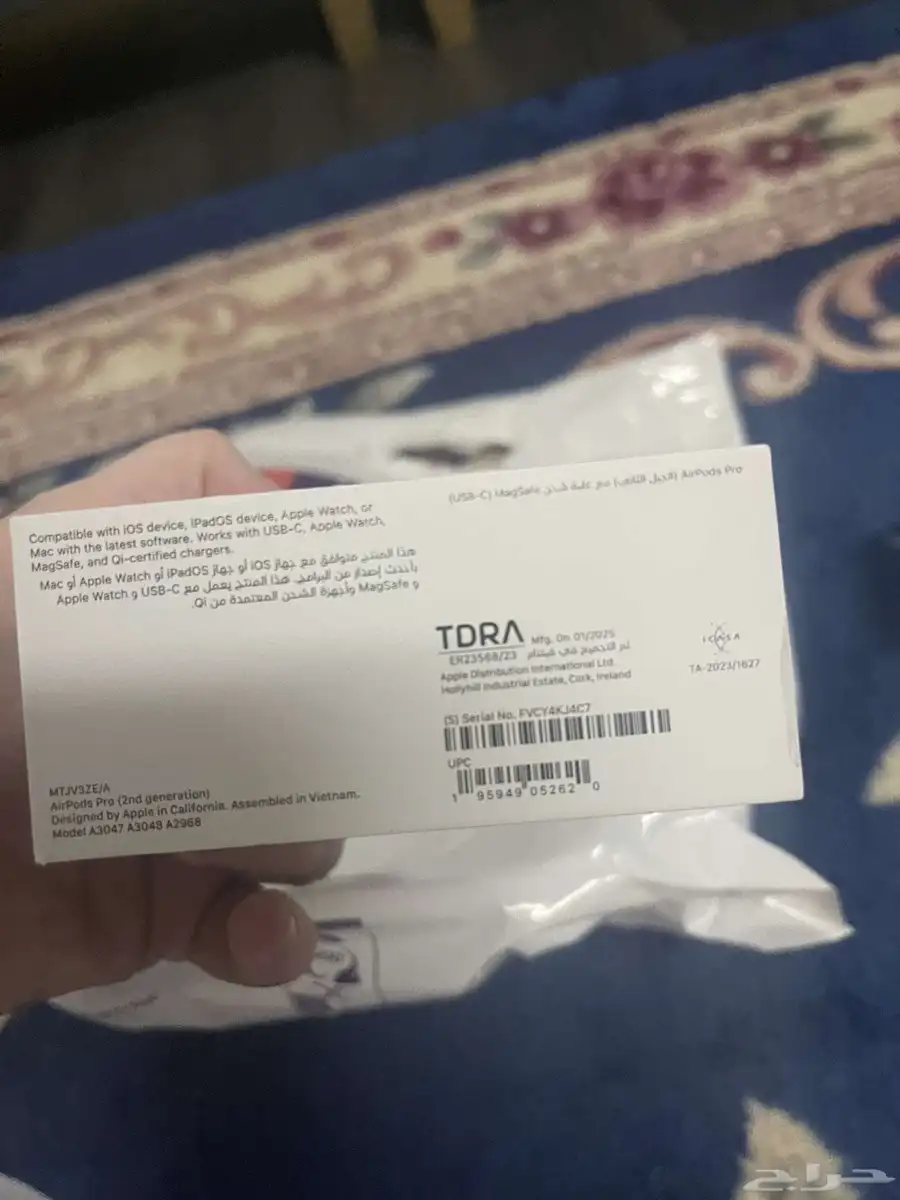 Compatible with iOS device, iPadOS device, Apple Watch, or
Mac with the latest software. Works with USB-C, Apple Watch,
MagSafe, and Qi-certified chargers.
هذا المنتج متوافق مع جهاز iOS أو جهاز iPadOS أو Apple Watch أو Mac
بأحدث إصدار من البرامج. هذا المنتج يعمل مع USB-C و Apple Watch
و MagSafe وأجهزة الشحن المعتمدة من Qi.
MTJV3ZE/A
AirPods Pro (2nd generation)
Designed by Apple in California. Assembled in Vietnam.
Model A3047 A3048 A2968
AirPods Pro (الجيل الثاني) مع علبة شحن MagSafe (USB-C)
TDRA
ER23568/23
Mfg. On 01/2025
تم التجميع في فيتنام
Apple Distribution International Ltd.
Hollyhill Industrial Estate, Cork, Ireland
(S) Serial No. FVCY4KJ4C7
UPC
1 95949 05262 0
ICASA
TA-2023/1627
حراج